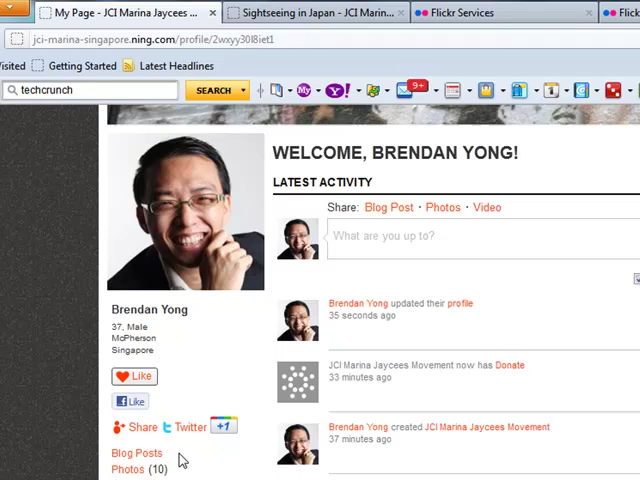 My Page - JCI Marina Jaycees ...
Sightseeing in Japan - JCI Marin...
Flickr Services
Flickr
jci-marina-singapore.ning.com/profile/2wxyy30l8iet1
Visited
Getting Started
Latest Headlines
techcrunch
SEARCH
My
Y!
9+
1
WELCOME, BRENDAN YONG!
LATEST ACTIVITY
Share: Blog Post · Photos · Video
What are you up to?
Brendan Yong
37, Male
McPherson
Singapore
Like
Like
Share
Twitter
+1
Blog Posts
Photos (10)
Brendan Yong updated their profile
35 seconds ago
JCI Marina Jaycees Movement now has Donate
33 minutes ago
Brendan Yong created JCI Marina Jaycees Movement
37 minutes ago